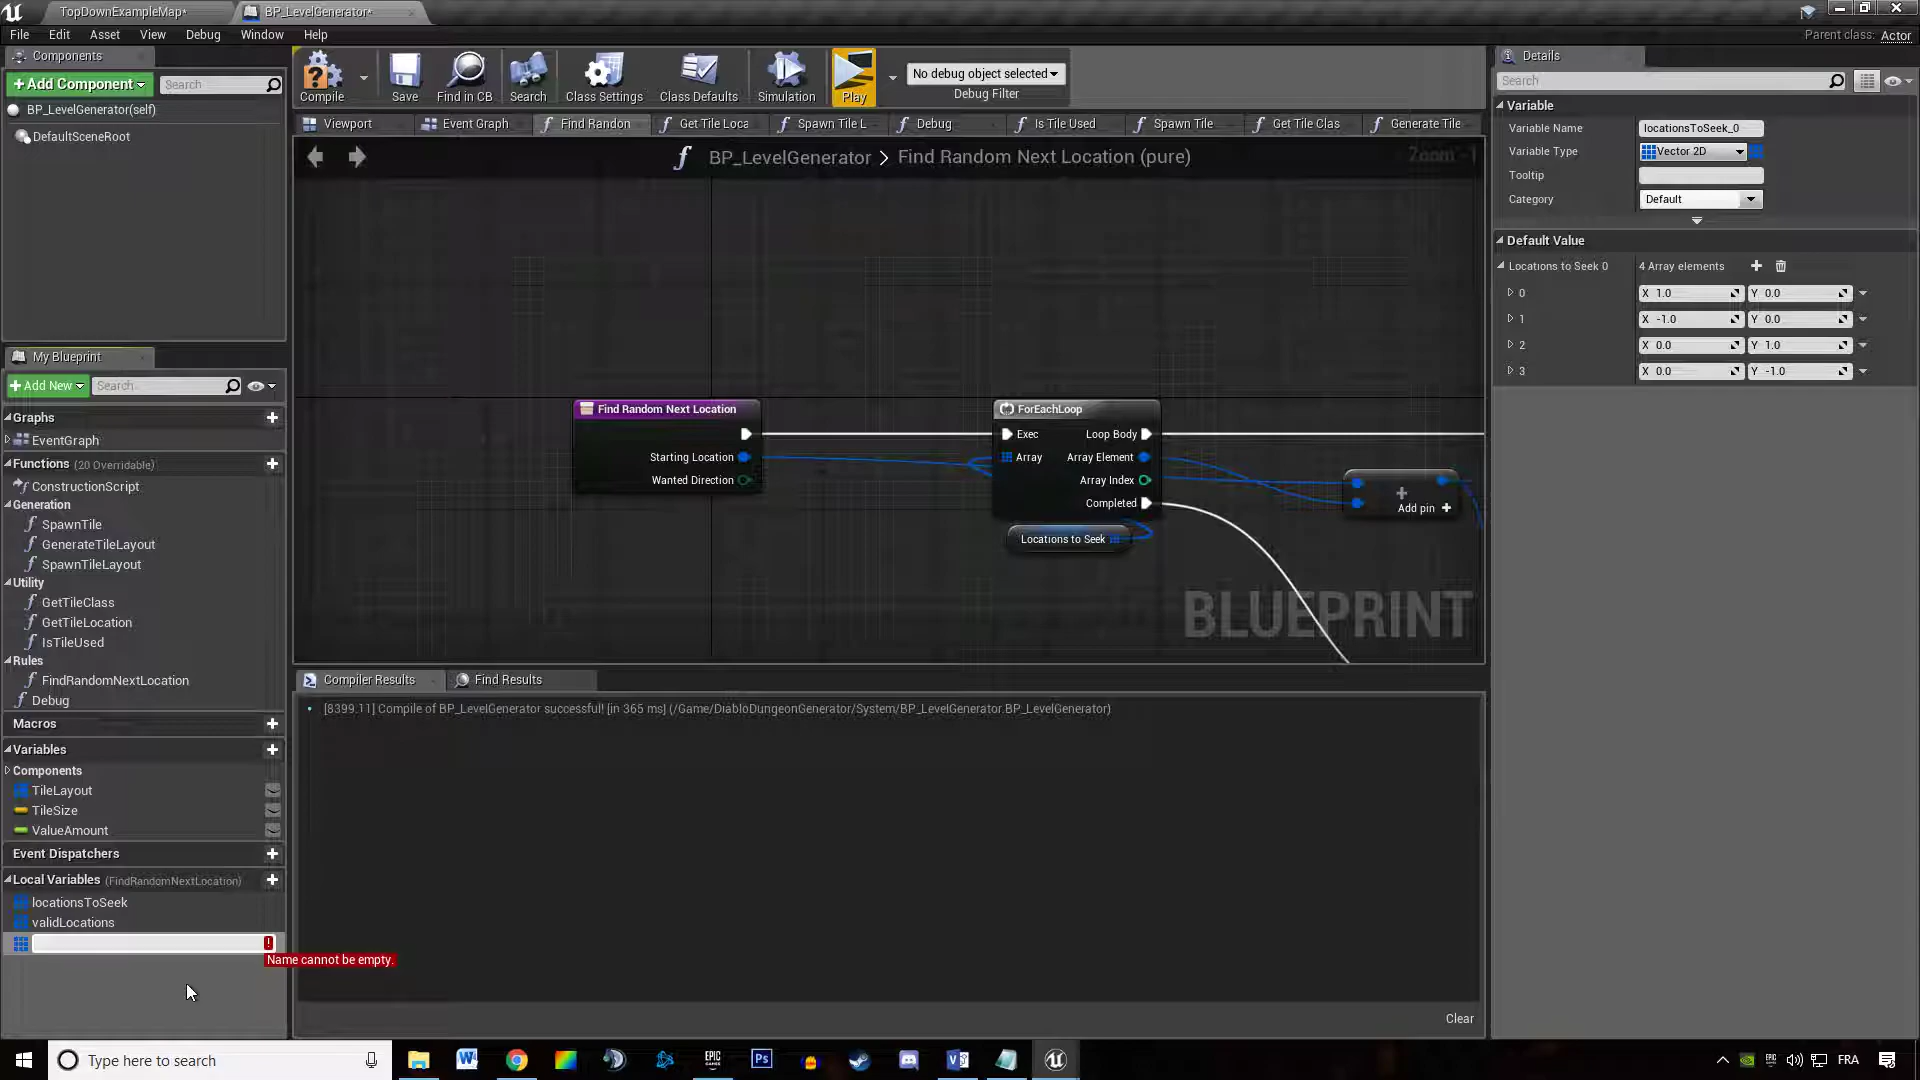 TopDownExampleMap*
BP_LevelGenerator*
File Edit Asset View Debug Window Help
Parent class: Actor
Components
+Add Component
Search
BP_LevelGenerator(self)
DefaultSceneRoot
Compile
Save
Find in CB
Search
Class Settings
Class Defaults
Simulation
Play
No debug object selected
Debug Filter
Viewport
Event Graph
Find Randon
Get Tile Loca
Spawn Tile L
Debug
Is Tile Used
Spawn Tile
Get Tile Clas
Generate Tile
BP_LevelGenerator > Find Random Next Location (pure)
Zoom -1
Find Random Next Location
Starting Location
Wanted Direction
ForEachLoop
Exec Loop Body
Array Array Element
Array Index
Completed
Locations to Seek
Add pin +
BLUEPRINT
My Blueprint
+Add New
Search
Graphs
EventGraph
Functions (20 Overridable)
ConstructionScript
Generation
SpawnTile
GenerateTileLayout
SpawnTileLayout
Utility
GetTileClass
GetTileLocation
IsTileUsed
Rules
FindRandomNextLocation
Debug
Macros
Variables
Components
TileLayout
TileSize
ValueAmount
Event Dispatchers
Local Variables (FindRandomNextLocation)
locationsToSeek
validLocations
!
Name cannot be empty.
Compiler Results
Find Results
[8399.11] Compile of BP_LevelGenerator successful! [in 365 ms] (/Game/DiabloDungeonGenerator/System/BP_LevelGenerator.BP_LevelGenerator)
Clear
Details
Search
Variable
Variable Name locationsToSeek_0
Variable Type Vector 2D
Tooltip
Category Default
Default Value
Locations to Seek 0 4 Array elements
0 X 1.0 Y 0.0
1 X -1.0 Y 0.0
2 X 0.0 Y 1.0
3 X 0.0 Y -1.0
Type here to search
EPIC GAMES
Ps
FRA